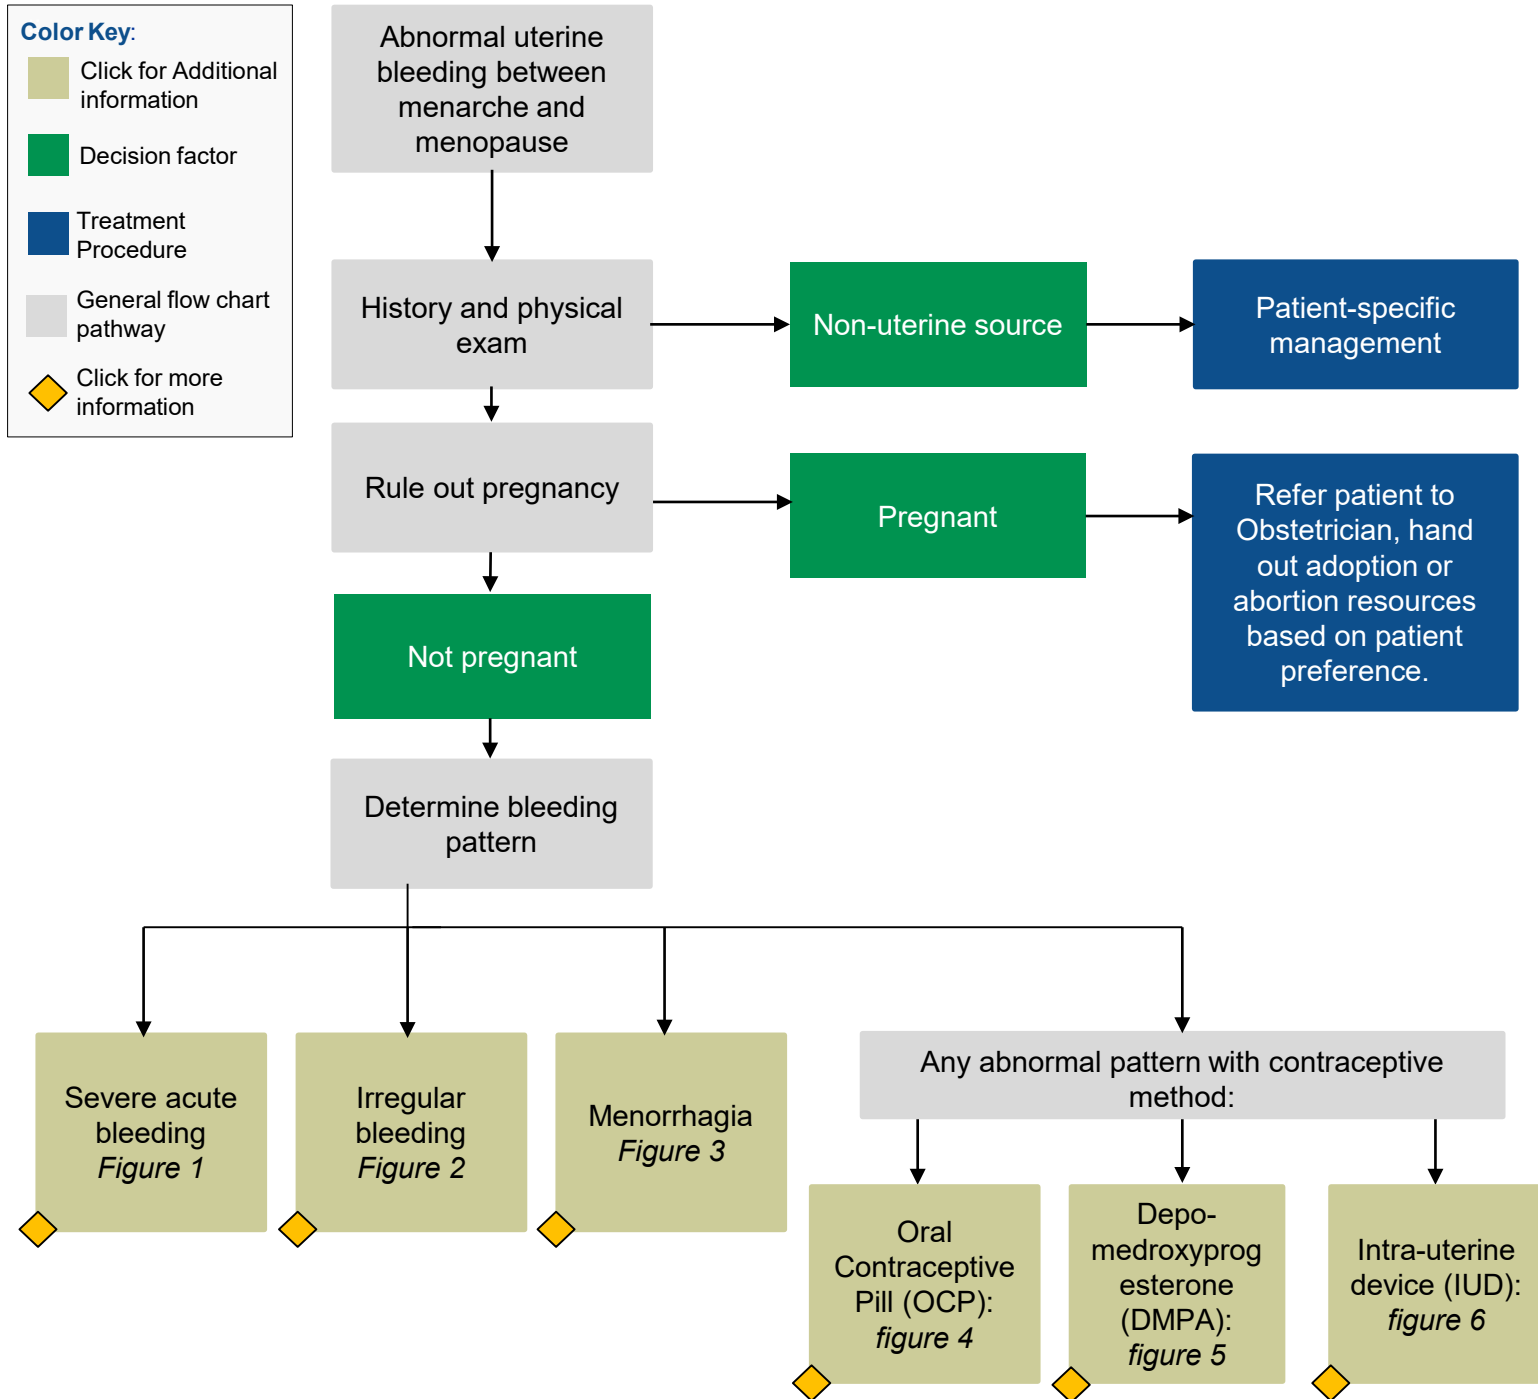 Color Key:
Click for Additional
information
Decision factor
Treatment
Procedure
General flow chart
pathway
Click for more
information
Abnormal uterine
bleeding between
menarche and
menopause
History and physical
exam
Non-uterine source
Patient-specific
management
Rule out pregnancy
Pregnant
Refer patient to
Obstetrician, hand
out adoption or
abortion resources
based on patient
preference.
Not pregnant
Determine bleeding
pattern
Severe acute
bleeding
Figure 1
Irregular
bleeding
Figure 2
Menorrhagia
Figure 3
Any abnormal pattern with contraceptive
method:
Oral
Contraceptive
Pill (OCP):
figure 4
Depo-
medroxyprog
esterone
(DMPA):
figure 5
Intra-uterine
device (IUD):
figure 6